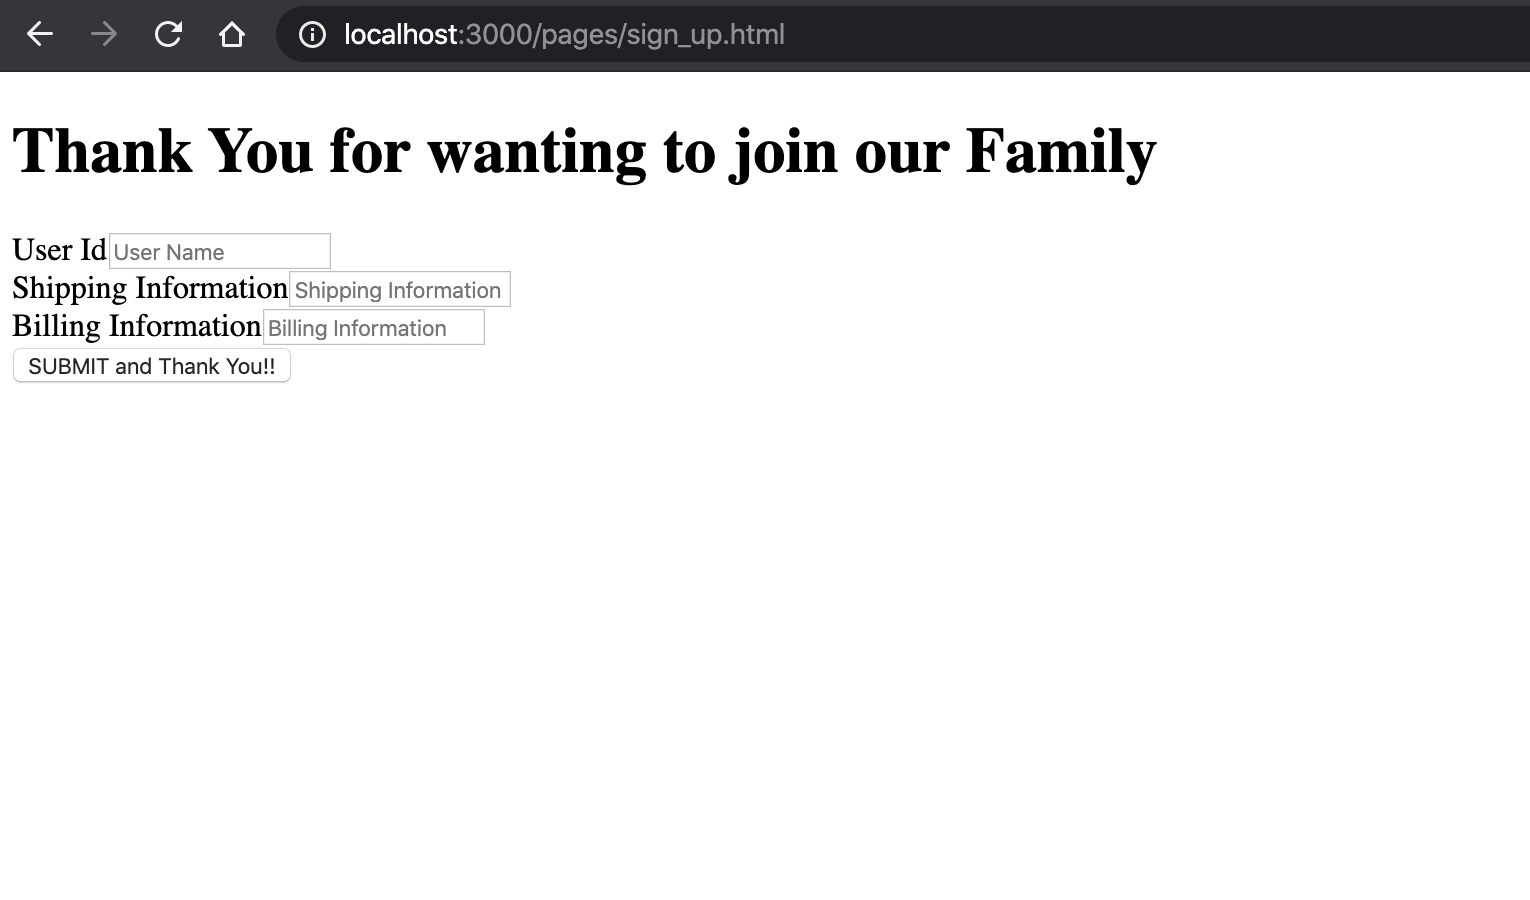 localhost:3000/pages/sign_up.html
Thank You for wanting to join our Family
User Id User Name
Shipping Information Shipping Information
Billing Information Billing Information
SUBMIT and Thank You!!